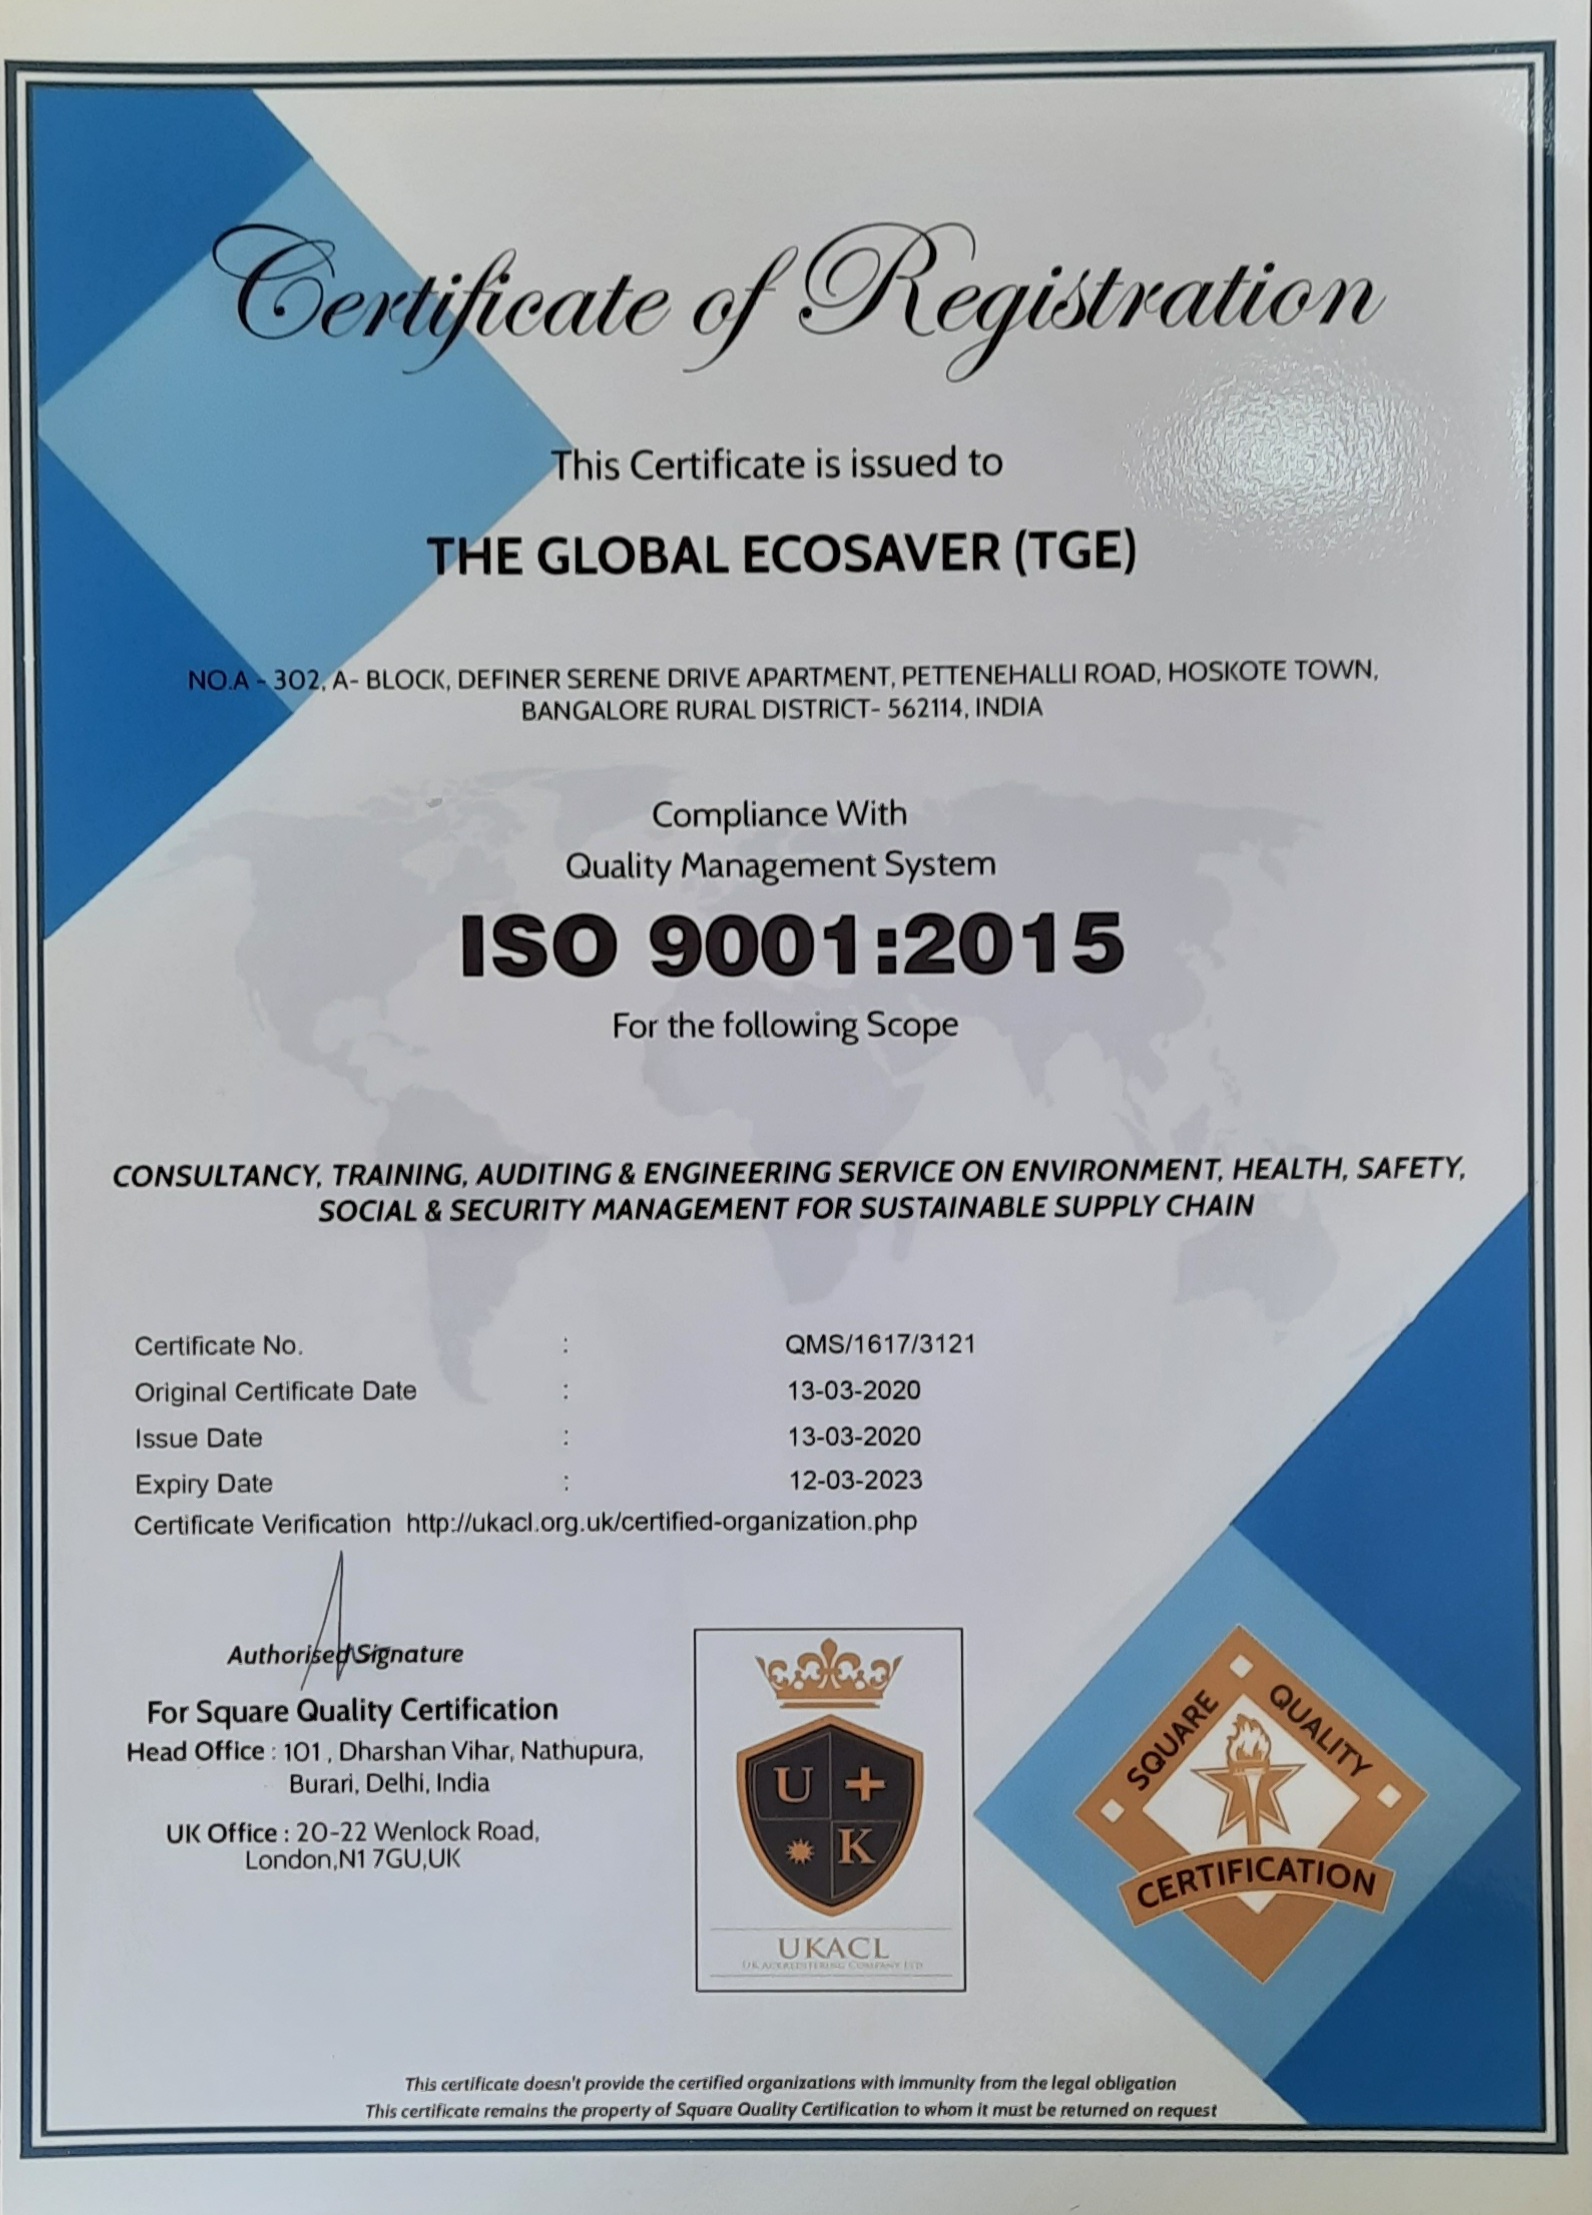 Certificate of Registration
This Certificate is issued to
THE GLOBAL ECOSAVER (TGE)
NO.A - 302, A- BLOCK, DEFINER SERENE DRIVE APARTMENT, PETTENEHALLI ROAD, HOSKOTE TOWN,
BANGALORE RURAL DISTRICT- 562114, INDIA
Compliance With
Quality Management System
ISO 9001:2015
For the following Scope
CONSULTANCY, TRAINING, AUDITING & ENGINEERING SERVICE ON ENVIRONMENT, HEALTH, SAFETY,
SOCIAL & SECURITY MANAGEMENT FOR SUSTAINABLE SUPPLY CHAIN
Certificate No. : QMS/1617/3121
Original Certificate Date : 13-03-2020
Issue Date : 13-03-2020
Expiry Date : 12-03-2023
Certificate Verification http://ukacl.org.uk/certified-organization.php
Authorised Signature
For Square Quality Certification
Head Office : 101 , Dharshan Vihar, Nathupura,
Burari, Delhi, India
UK Office : 20-22 Wenlock Road,
London,N1 7GU,UK
U +
K
UKACL
UK ACCREDITERING COMPANY LTD
SQUARE QUALITY
CERTIFICATION
This certificate doesn't provide the certified organizations with immunity from the legal obligation
This certificate remains the property of Square Quality Certification to whom it must be returned on request